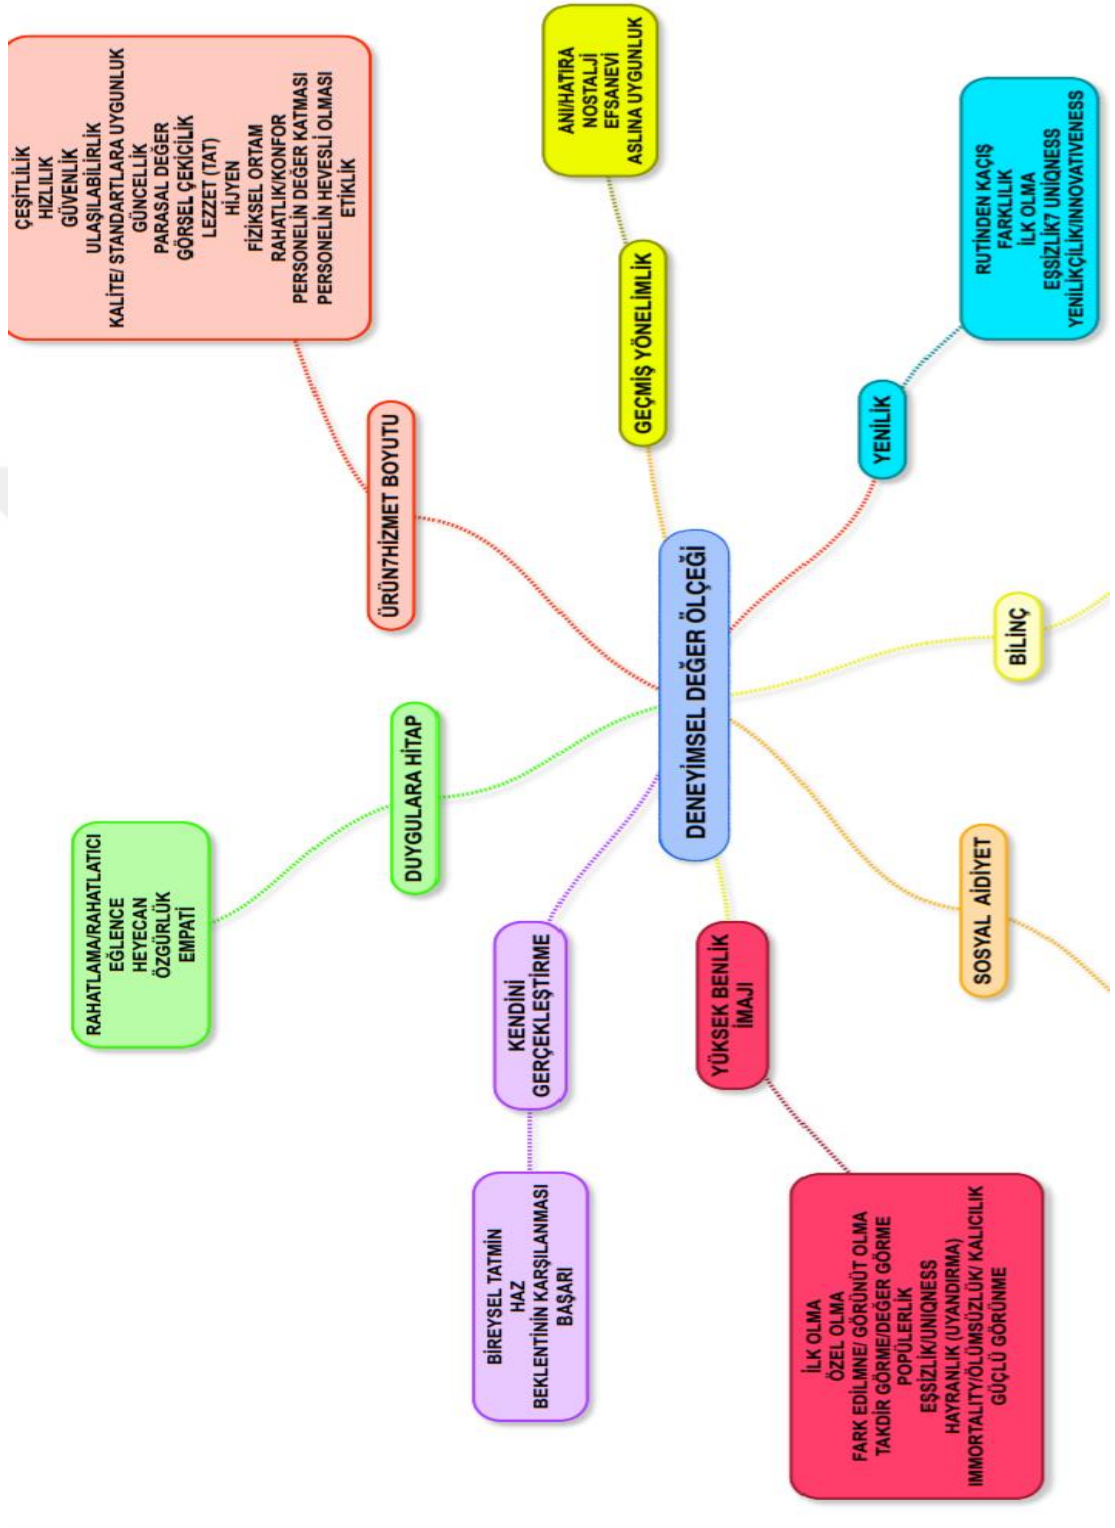 ÇEŞİTLİLİK
HIZLILIK
GÜVENLİK
ULAŞILABİLİRLİK
KALİTE/ STANDARTLARA UYGUNLUK
GÜNCELLİK
PARASAL DEĞER
GÖRSEL ÇEKİCİLİK
LEZZET (TAT)
HİJYEN
FİZİKSEL ORTAM
RAHATLIK/KONFOR
PERSONELİN DEĞER KATMASI
PERSONELİN HEVESLİ OLMASI
ETİKLİK
ÜRÜN7HİZMET BOYUTU
ANI/HATIRA
NOSTALJİ
EFSANEVİ
ASLINA UYGUNLUK
GEÇMİŞ YÖNELİMLİK
RUTİNDEN KAÇIŞ
FARKLILIK
İLK OLMA
EŞSİZLİK7 UNIQNESS
YENİLİKÇİLİK/INNOVATIVENESS
YENİLİK
DENEYİMSEL DEĞER ÖLÇEĞİ
BİLİNÇ
SOSYAL AİDİYET
RAHATLAMA/RAHATLATICI
EĞLENCE
HEYECAN
ÖZGÜRLÜK
EMPATİ
DUYGULARA HİTAP
KENDİNİ
GERÇEKLEŞTİRME
BİREYSEL TATMİN
HAZ
BEKLENTİNİN KARŞILANMASI
BAŞARI
YÜKSEK BENLİK
İMAJI
İLK OLMA
ÖZEL OLMA
FARK EDİLMNE/ GÖRÜNÜT OLMA
TAKDİR GÖRME/DEĞER GÖRME
POPÜLERLİK
EŞSİZLİK/UNIQNESS
HAYRANLIK (UYANDIRMA)
IMMORTALITY/ÖLÜMSÜZLÜK/ KALICILIK
GÜÇLÜ GÖRÜNME